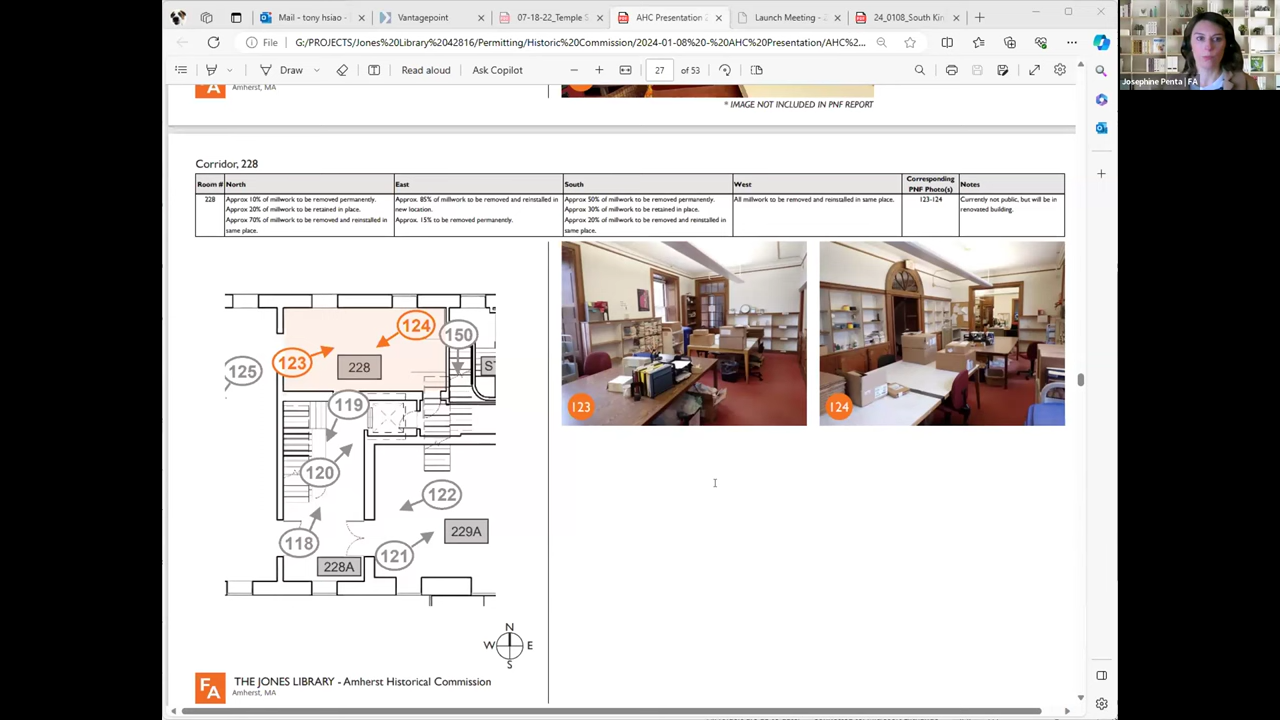 Mail - tony hsiao -
Vantagepoint
07-18-22_Temple S
AHC Presentation 2
Launch Meeting - 2
24_0108_South Kin
File
G:/PROJECTS/Jones%20Library%2042816/Permitting/Historic%20Commission/2024-01-08%20-%20AHC%20Presentation/AHC%...
Draw
Read aloud
Ask Copilot
27 of 53
Josephine Penta | FA
FA
Amherst, MA
* IMAGE NOT INCLUDED IN PNF REPORT
Corridor, 228
Room # North East South West Corresponding PNF Photo(s) Notes
228
Approx 10% of millwork to be removed permanently.
Approx 20% of millwork to be retained in place.
Approx 70% of millwork to be removed and reinstalled in
same place.
Approx. 85% of millwork to be removed and reinstalled in
new location.
Approx. 15% to be removed permanently.
Approx 50% of millwork to be removed permanently.
Approx 30% of millwork to be retained in place.
Approx 20% of millwork to be removed and reinstalled in
same place.
All millwork to be removed and reinstalled in same place.
123-124
Currently not public, but will be in
renovated building.
124
150
123
228
ST
125
119
120
122
229A
118
121
228A
123
124
N
W E
S
FA
THE JONES LIBRARY - Amherst Historical Commission
Amherst, MA